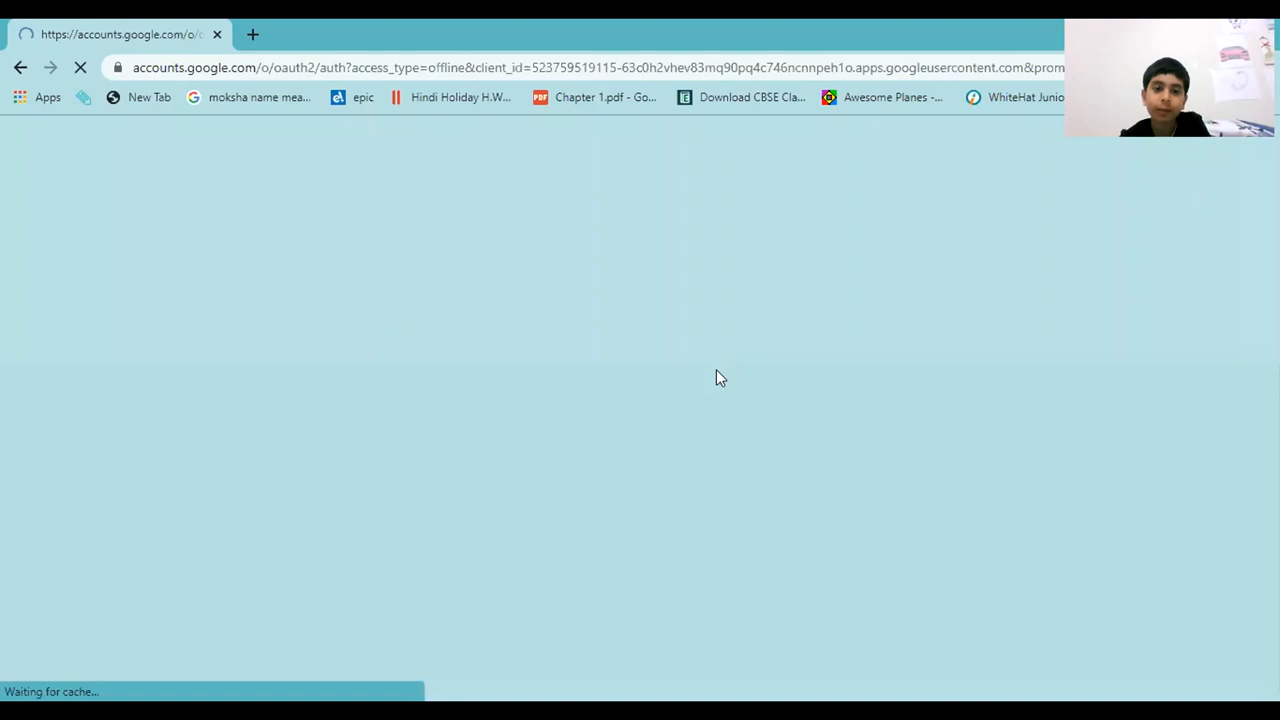 https://accounts.google.com/o/
accounts.google.com/o/oauth2/auth?access_type=offline&client_id=523759519115-63c0h2vhev83mq90pq4c746ncnnpeh1o.apps.googleusercontent.com&prom
Apps New Tab moksha name mea... epic Hindi Holiday H.W... PDF Chapter 1.pdf - Go... Download CBSE Cla... Awesome Planes -... WhiteHat Junio
Waiting for cache...